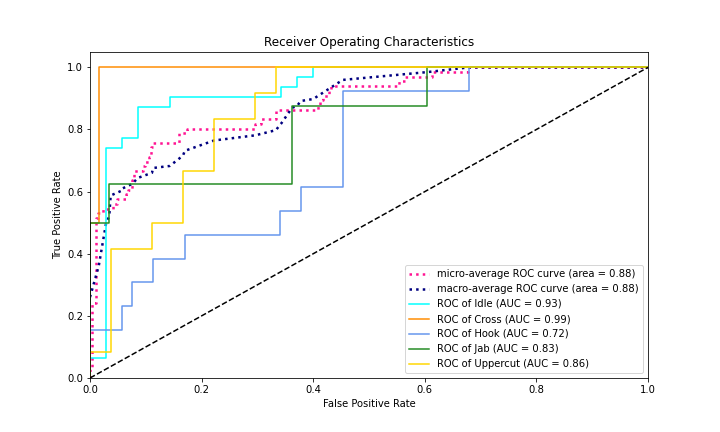 Receiver Operating Characteristics
True Positive Rate
1.0
0.8
0.6
0.4
0.2
0.0
micro-average ROC curve (area = 0.88)
macro-average ROC curve (area = 0.88)
ROC of Idle (AUC = 0.93)
ROC of Cross (AUC = 0.99)
ROC of Hook (AUC = 0.72)
ROC of Jab (AUC = 0.83)
ROC of Uppercut (AUC = 0.86)
0.0 0.2 0.4 0.6 0.8 1.0
False Positive Rate